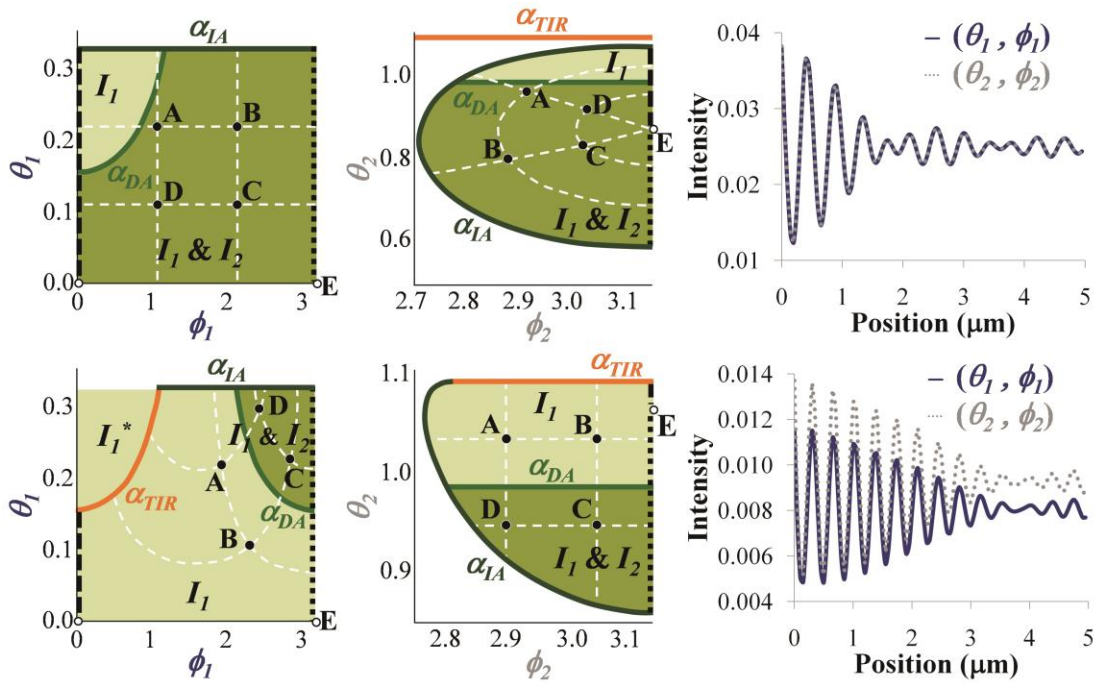 α_IA
0.3
0.2
0.1
0.0
θ_1
I_1
A
B
α_DA
D
C
I_1 & I_2
E
0
1
2
3
ϕ_1
α_TIR
1.0
0.8
0.6
θ_2
I_1
α_DA
A
D
E
B
C
α_IA
I_1 & I_2
2.7
2.8
2.9
3.0
3.1
ϕ_2
0.04
0.03
0.02
0.01
Intensity
(θ_1 , ϕ_1)
(θ_2 , ϕ_2)
0
1
2
3
4
5
Position (μm)
α_IA
0.3
0.2
0.1
0.0
θ_1
I_1*
D
I_1 & I_2
A
C
α_TIR
α_DA
B
I_1
E
0
1
2
3
ϕ_1
α_TIR
1.1
1.0
0.9
θ_2
I_1
E
A
B
α_DA
D
C
α_IA
I_1 & I_2
2.8
2.9
3.0
3.1
ϕ_2
0.014
0.012
0.010
0.008
0.006
0.004
Intensity
(θ_1 , ϕ_1)
(θ_2 , ϕ_2)
0
1
2
3
4
5
Position (μm)